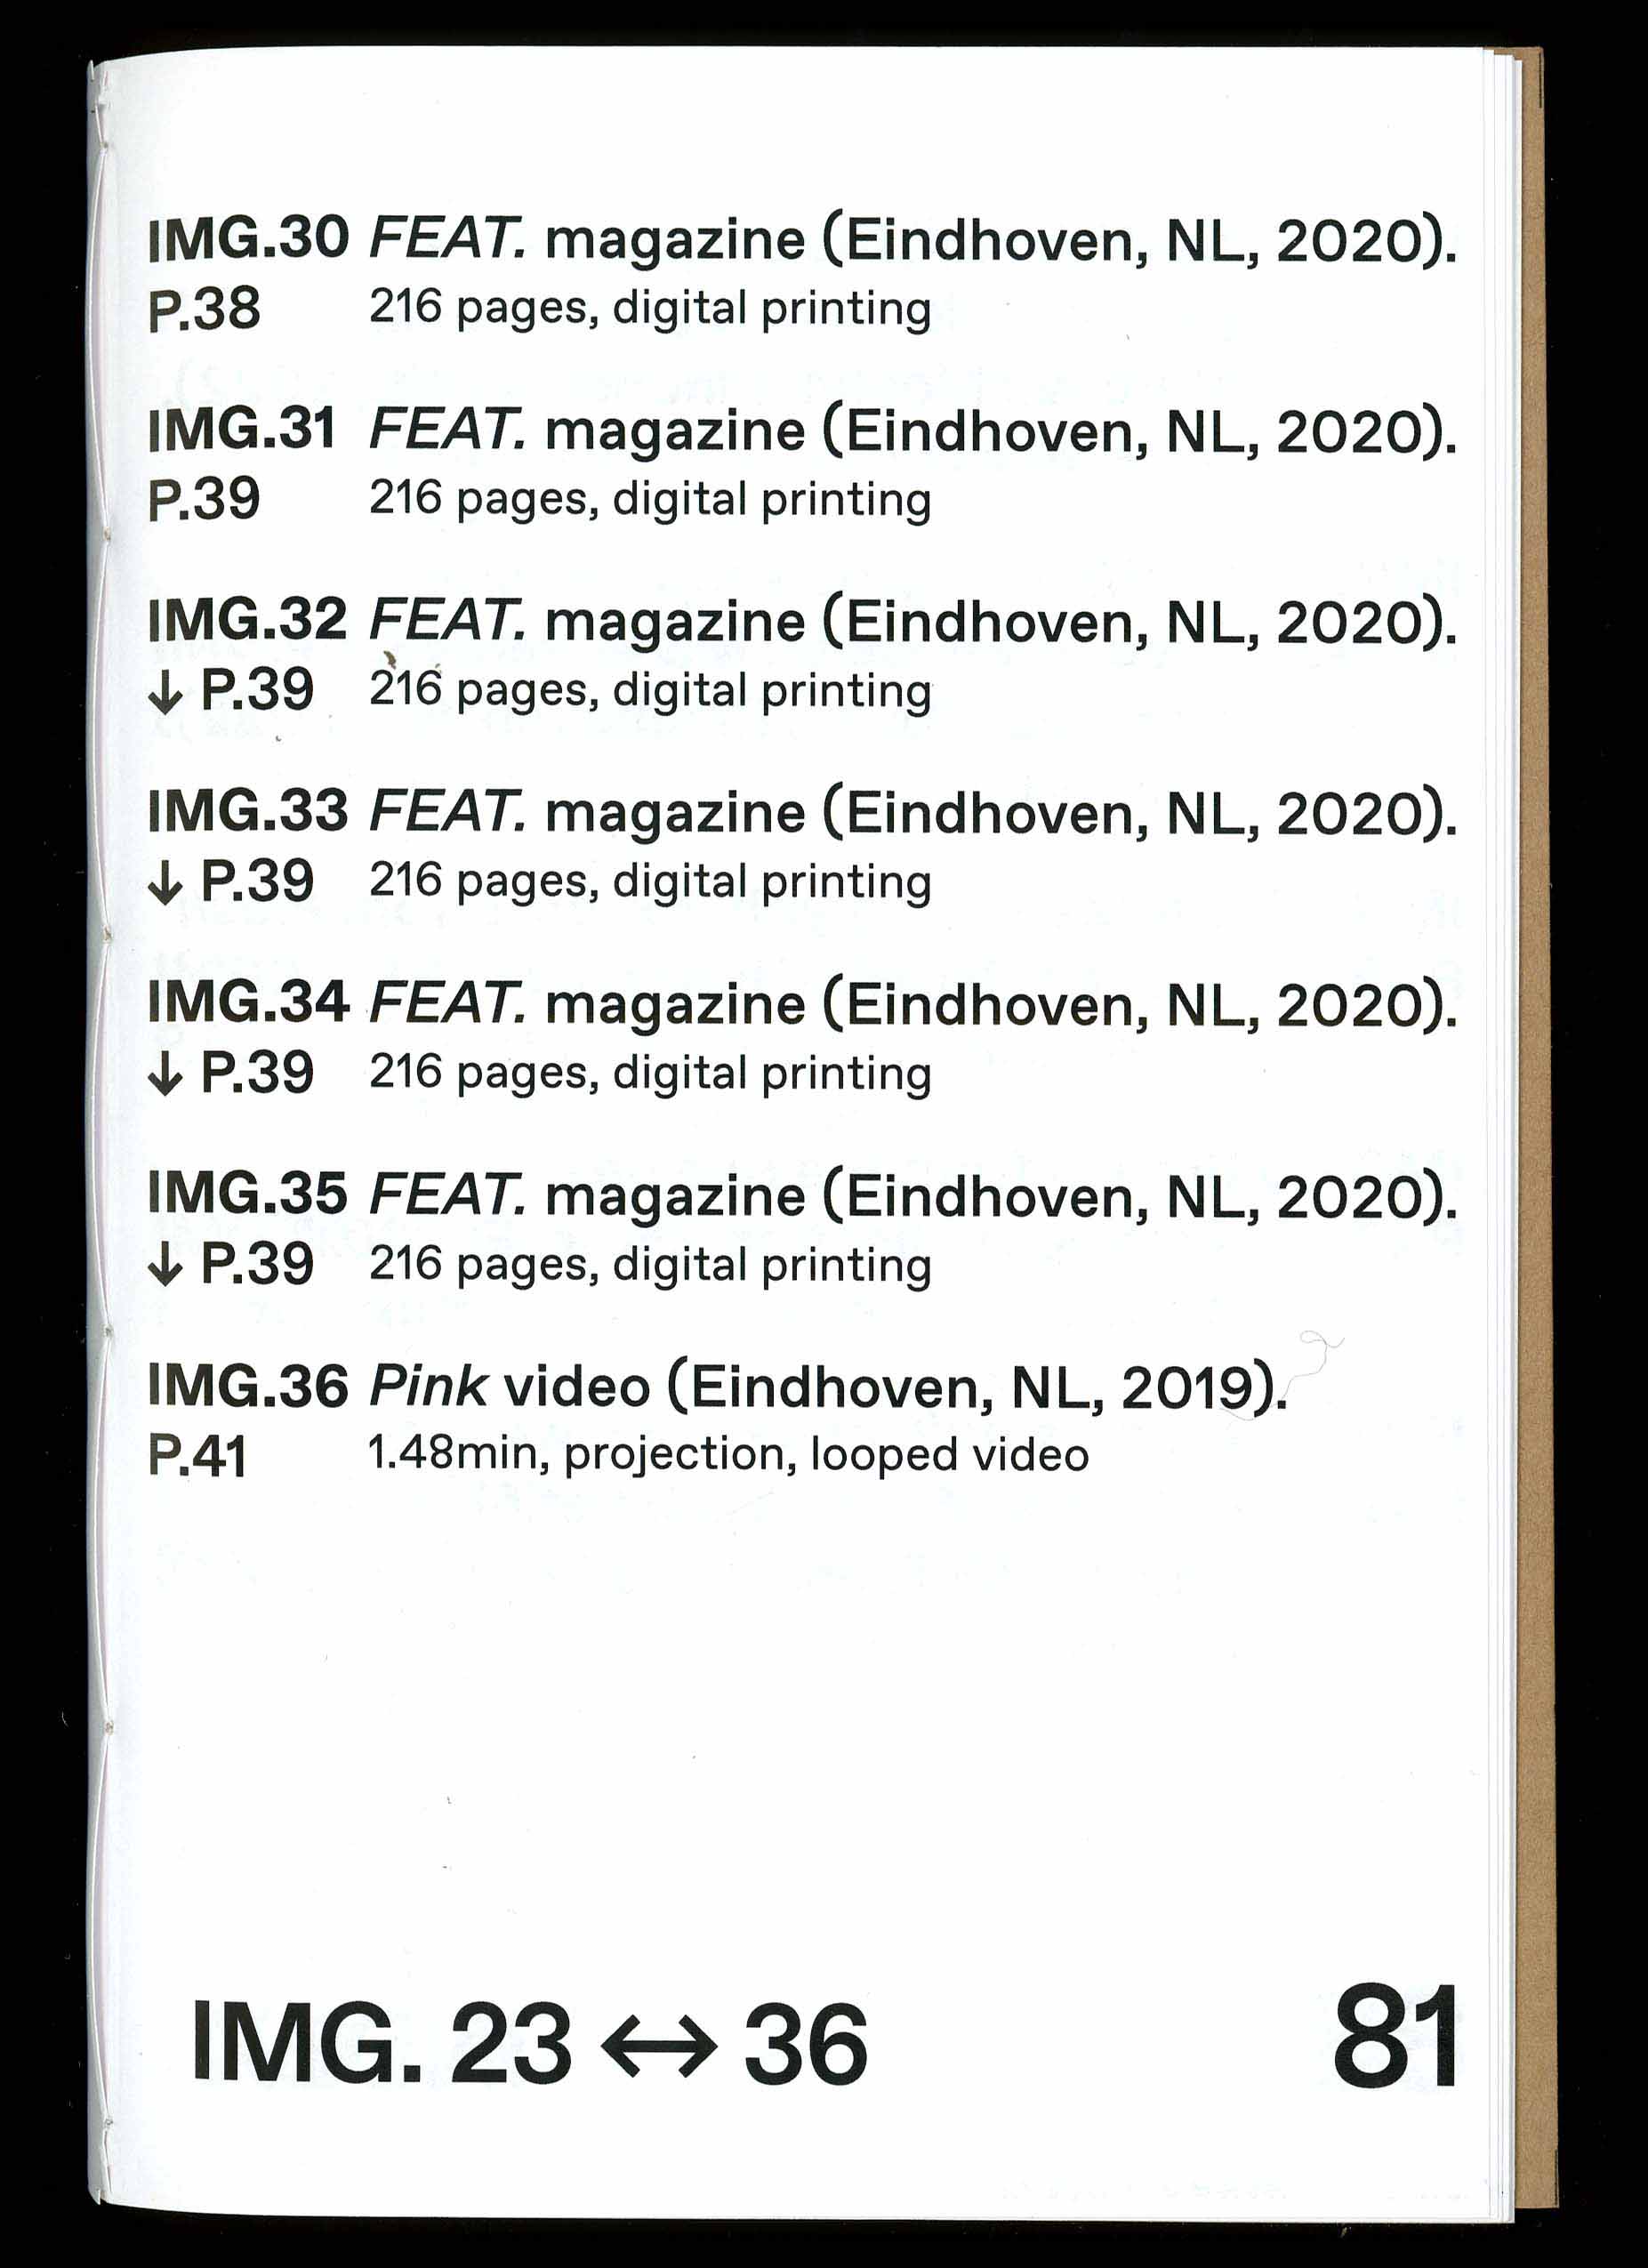 IMG.30 FEAT. magazine (Eindhoven, NL, 2020).
P.38 216 pages, digital printing
IMG.31 FEAT. magazine (Eindhoven, NL, 2020).
P.39 216 pages, digital printing
IMG.32 FEAT. magazine (Eindhoven, NL, 2020).
↓ P.39 216 pages, digital printing
IMG.33 FEAT. magazine (Eindhoven, NL, 2020).
↓ P.39 216 pages, digital printing
IMG.34 FEAT. magazine (Eindhoven, NL, 2020).
↓ P.39 216 pages, digital printing
IMG.35 FEAT. magazine (Eindhoven, NL, 2020).
↓ P.39 216 pages, digital printing
IMG.36 Pink video (Eindhoven, NL, 2019).
P.41 1.48min, projection, looped video
IMG. 23 ↔ 36 81